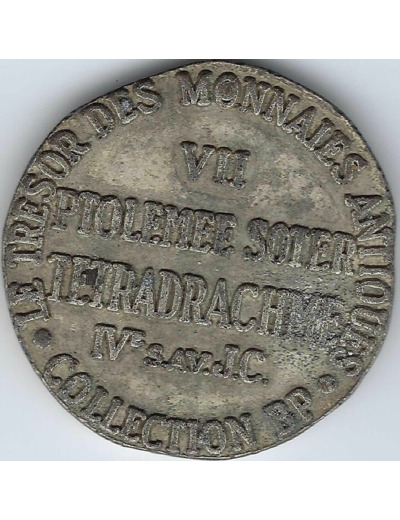 LE TRESOR DES MONNAIES ANTIQUES
VII
PTOLEMEE SOTER
TETRADRACHME
IVe S.AV.J.C.
• COLLECTION BP •